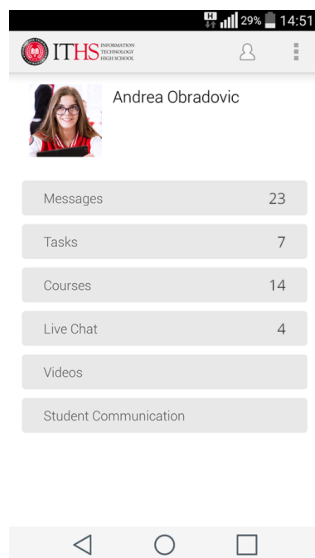 H 29% 14:51
ITHS INFORMATION
TECHNOLOGY
HIGH SCHOOL
Andrea Obradovic
Messages 23
Tasks 7
Courses 14
Live Chat 4
Videos
Student Communication